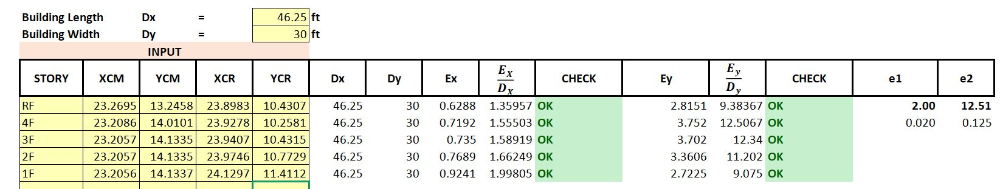 Building Length Dx = 46.25 ft
Building Width Dy = 30 ft
INPUT
STORY XCM YCM XCR YCR Dx Dy Ex E_X/D_X CHECK Ey E_y/D_y CHECK e1 e2
RF 23.2695 13.2458 23.8983 10.4307 46.25 30 0.6288 1.35957 OK 2.8151 9.38367 OK 2.00 12.51
4F 23.2086 14.0101 23.9278 10.2581 46.25 30 0.7192 1.55503 OK 3.752 12.5067 OK 0.020 0.125
3F 23.2057 14.1335 23.9407 10.4315 46.25 30 0.735 1.58919 OK 3.702 12.34 OK
2F 23.2057 14.1335 23.9746 10.7729 46.25 30 0.7689 1.66249 OK 3.3606 11.202 OK
1F 23.2056 14.1337 24.1297 11.4112 46.25 30 0.9241 1.99805 OK 2.7225 9.075 OK